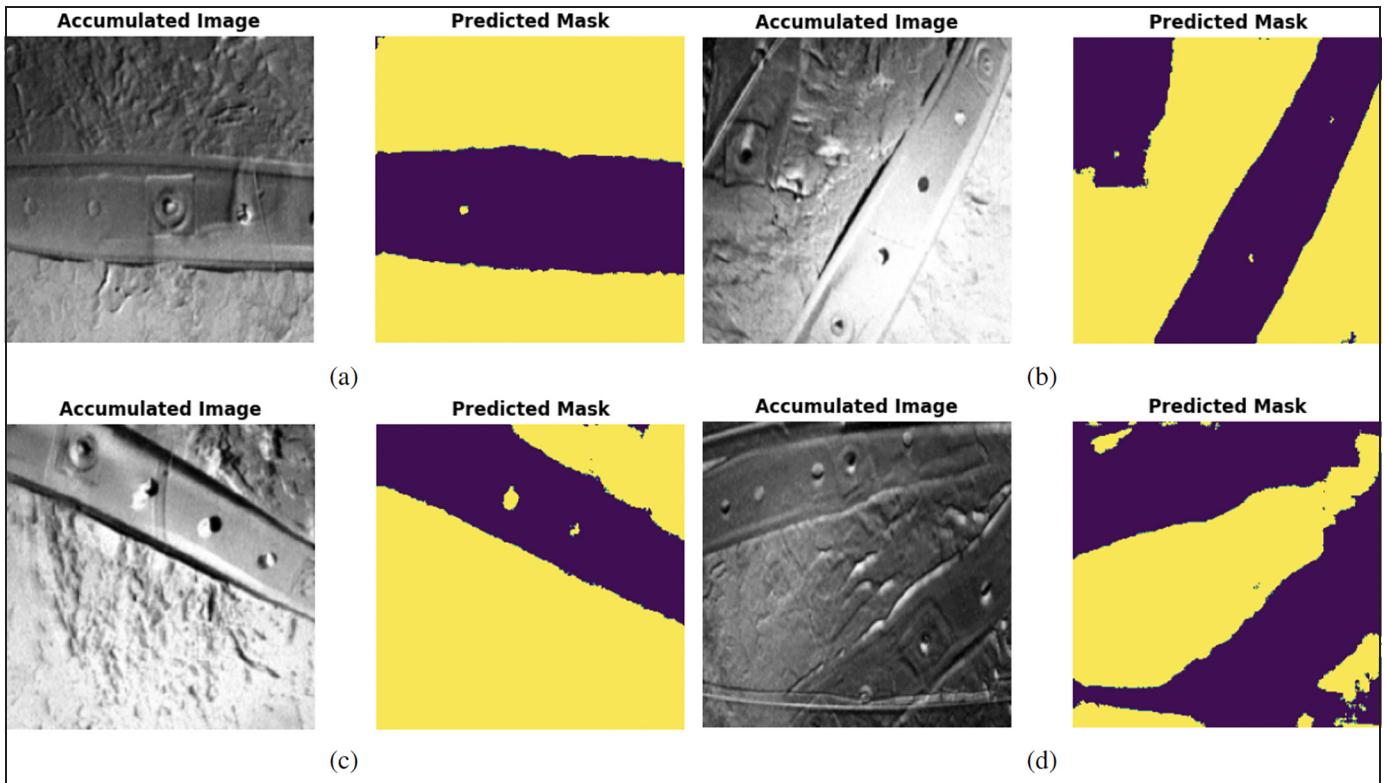 Accumulated Image
Predicted Mask
Accumulated Image
Predicted Mask
(a)
(b)
Accumulated Image
Predicted Mask
Accumulated Image
Predicted Mask
(c)
(d)